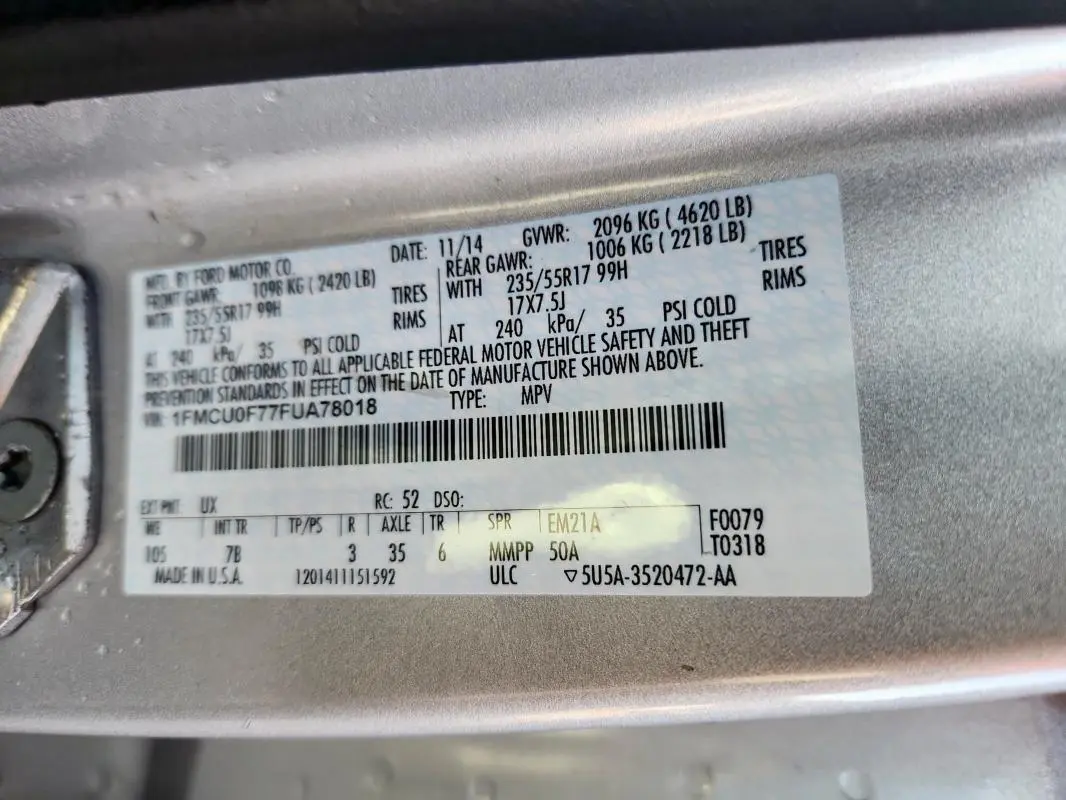 MFD. BY FORD MOTOR CO. DATE: 11/14 GVWR: 2096 KG ( 4620 LB)
FRONT GAWR: 1098 KG ( 2420 LB) REAR GAWR: 1006 KG ( 2218 LB)
WITH 235/55R17 99H TIRES WITH 235/55R17 99H TIRES
17X7.5J RIMS 17X7.5J RIMS
AT 240 kPa/ 35 PSI COLD AT 240 kPa/ 35 PSI COLD
THIS VEHICLE CONFORMS TO ALL APPLICABLE FEDERAL MOTOR VEHICLE SAFETY AND THEFT
PREVENTION STANDARDS IN EFFECT ON THE DATE OF MANUFACTURE SHOWN ABOVE.
VIN: 1FMCU0F77FUA78018 TYPE: MPV
EXT PNT: UX RC: 52 DSO:
WB INT TR TP/PS R AXLE TR SPR EM21A F0079
105 7B 3 35 6 MMPP 50A T0318
MADE IN U.S.A. 1201411151592 ULC ▽5U5A-3520472-AA